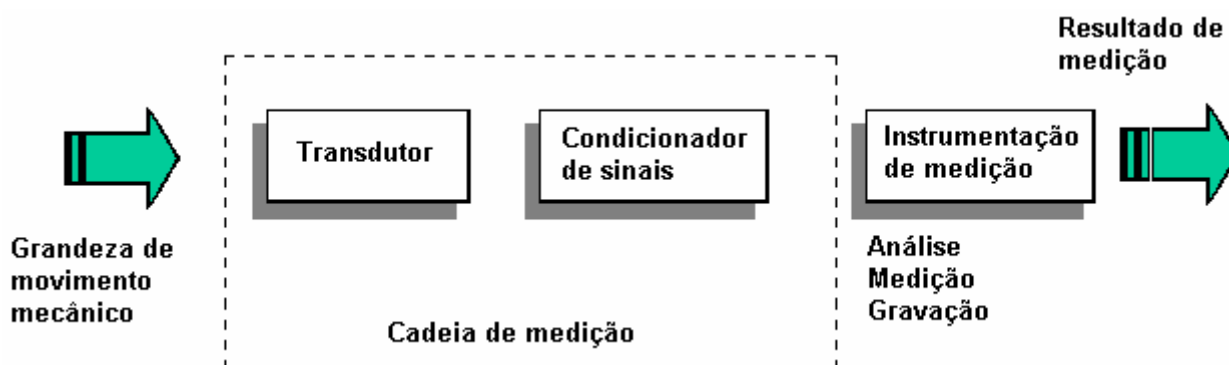 Resultado de
medição
Transdutor
Condicionador
de sinais
Instrumentação
de medição
Grandeza de
movimento
mecânico
Análise
Medição
Gravação
Cadeia de medição